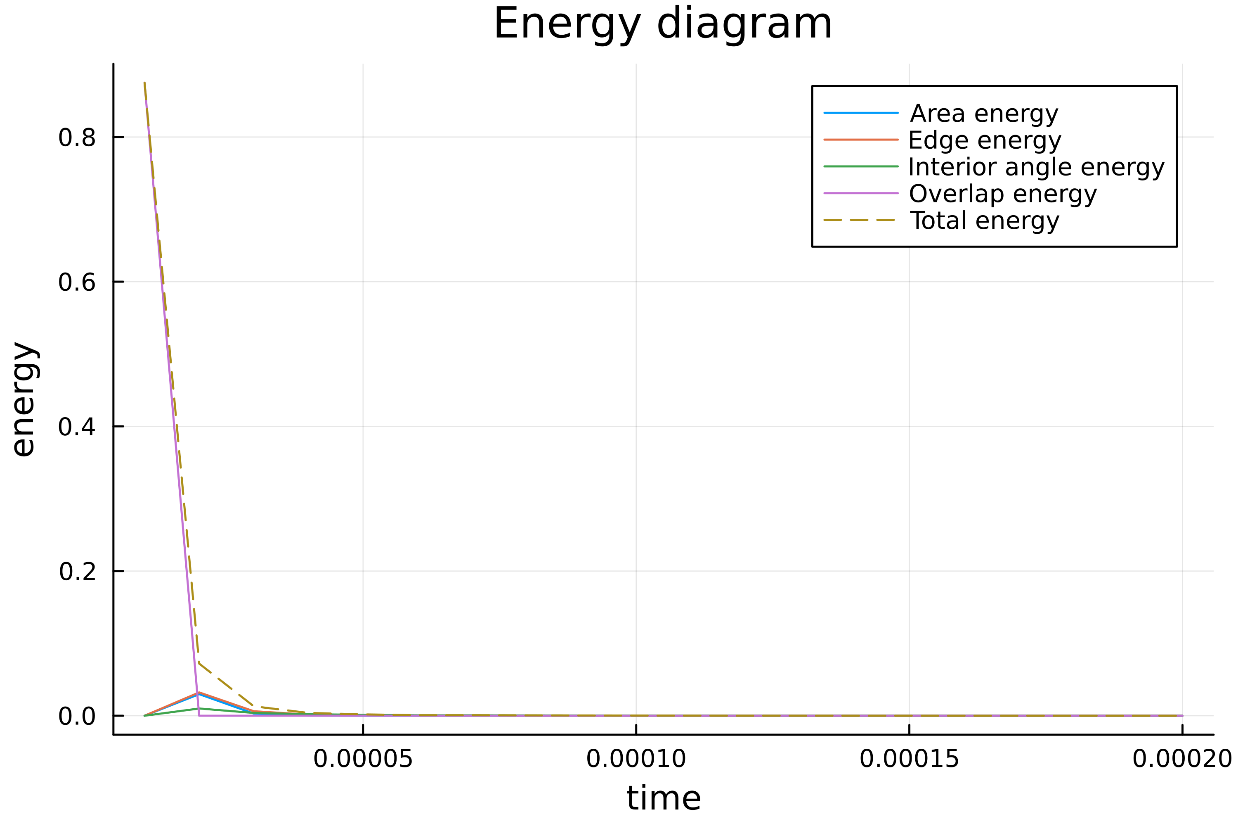 Energy diagram
Area energy
Edge energy
Interior angle energy
Overlap energy
Total energy
energy
0.8
0.6
0.4
0.2
0.0
0.00005
0.00010
0.00015
0.00020
time